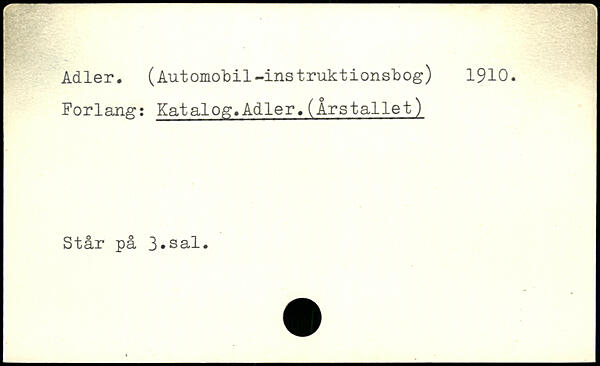 Adler. (Automobil-instruktionsbog) 1910.
Forlang: Katalog.Adler.(Årstallet)
Står på 3.sal.